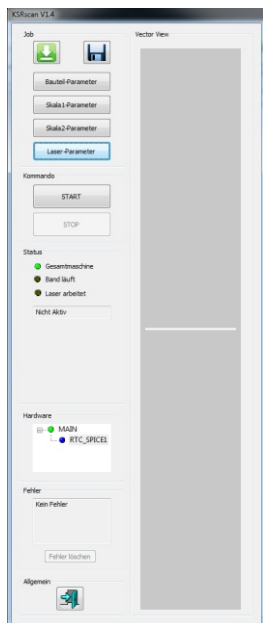 KSRscan V1.4
Job
Bauteil-Parameter
Skala1-Parameter
Skala2-Parameter
Laser-Parameter
Kommando
START
STOP
Status
Gesamtmaschine
Band läuft
Laser arbeitet
Nicht Aktiv
Hardware
MAIN
RTC_SPICE1
Fehler
Kein Fehler
Fehler löschen
Allgemein
Vector View